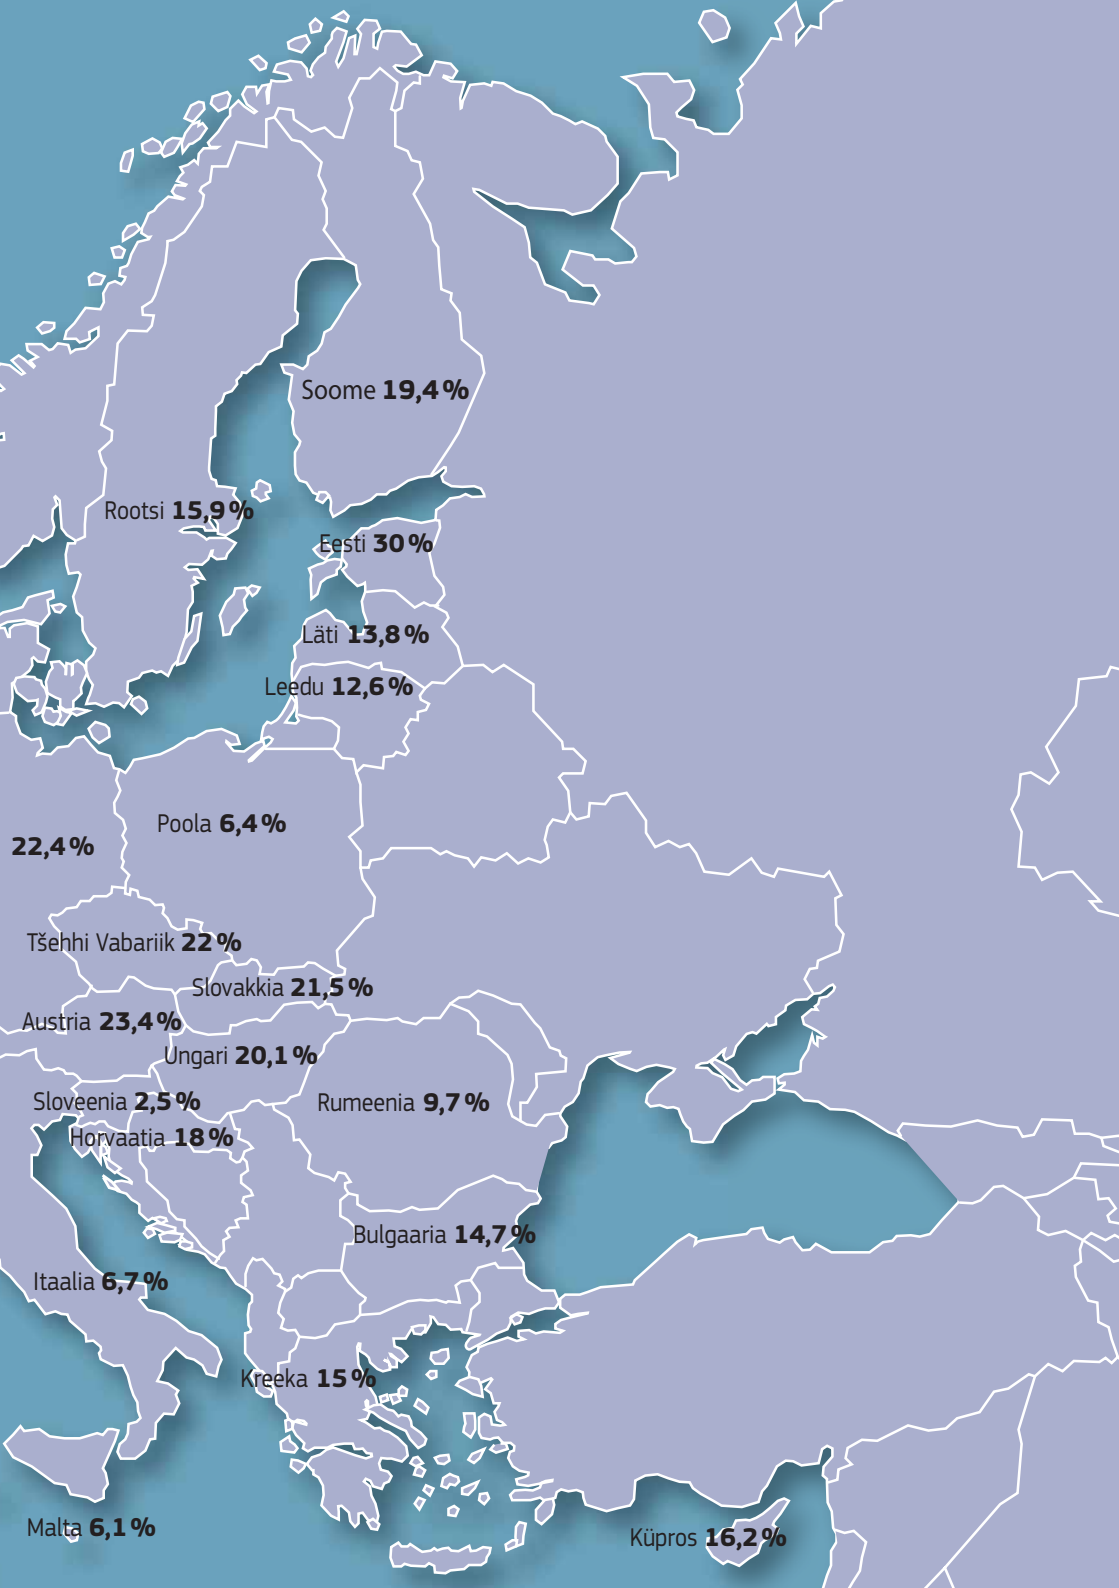 Soome 19,4 %
Rootsi 15,9 %
Eesti 30 %
Läti 13,8 %
Leedu 12,6 %
Poola 6,4 %
22,4 %
Tšehhi Vabariik 22 %
Slovakkia 21,5 %
Austria 23,4 %
Ungari 20,1 %
Sloveenia 2,5 %
Rumeenia 9,7 %
Horvaatia 18 %
Bulgaaria 14,7 %
Itaalia 6,7 %
Kreeka 15 %
Malta 6,1 %
Küpros 16,2 %